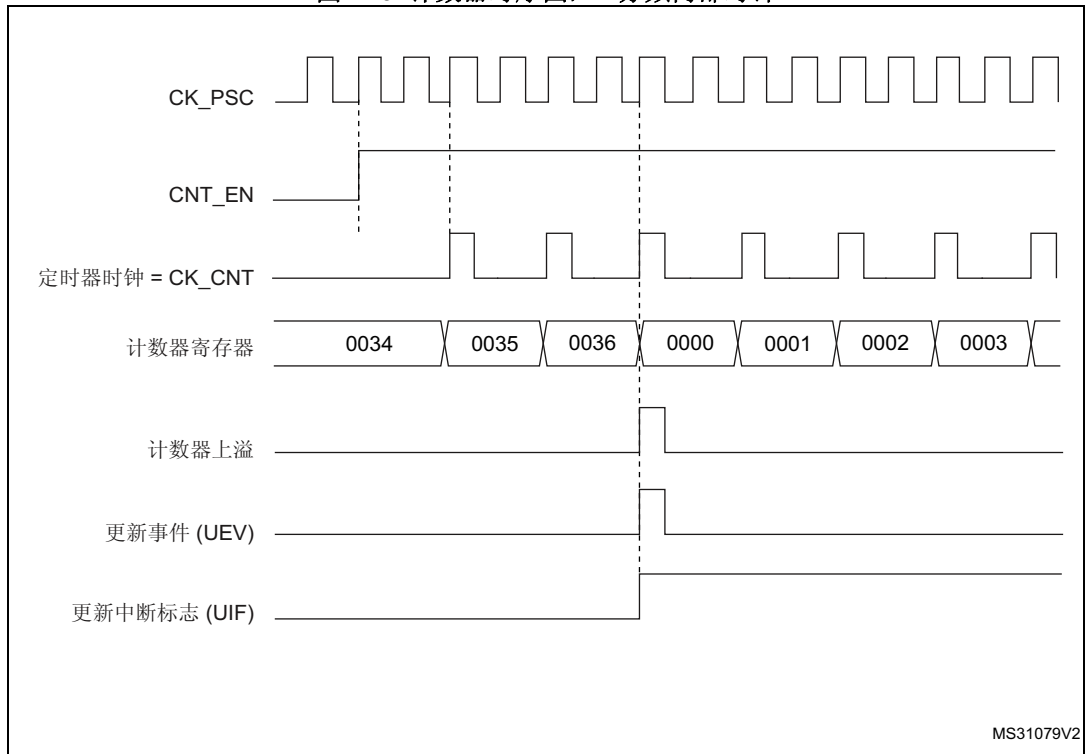 CK_PSC
CNT_EN
定时器时钟 = CK_CNT
计数器寄存器 0034 0035 0036 0000 0001 0002 0003
计数器上溢
更新事件 (UEV)
更新中断标志 (UIF)
MS31079V2